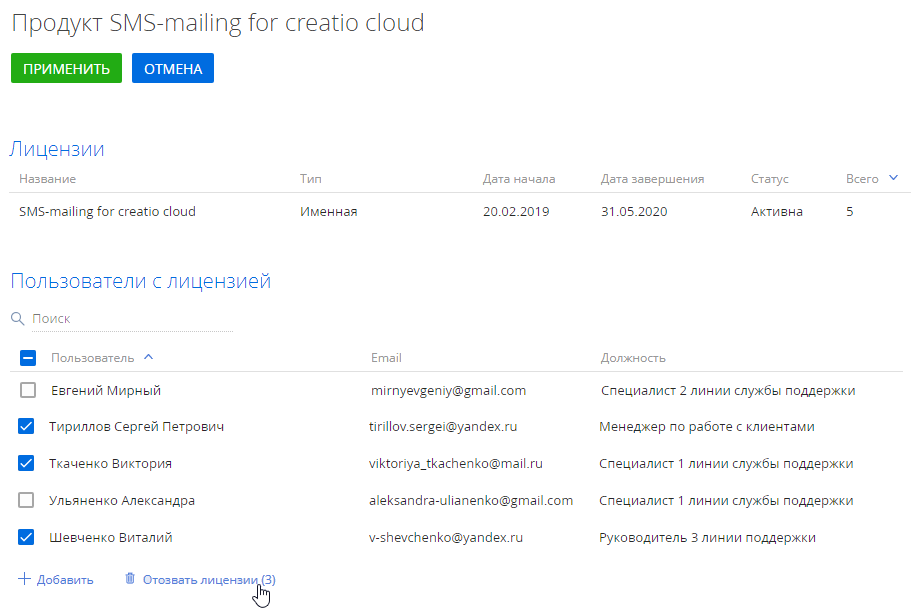 Продукт SMS-mailing for creatio cloud
ПРИМЕНИТЬ ОТМЕНА
Лицензии
Название Тип Дата начала Дата завершения Статус Всего
SMS-mailing for creatio cloud Именная 20.02.2019 31.05.2020 Активна 5
Пользователи с лицензией
Поиск
Пользователь Email Должность
Евгений Мирный mirnyevgeniy@gmail.com Специалист 2 линии службы поддержки
Тириллов Сергей Петрович tirillov.sergei@yandex.ru Менеджер по работе с клиентами
Ткаченко Виктория viktoriya_tkachenko@mail.ru Специалист 1 линии службы поддержки
Ульяненко Александра aleksandra-ulianenko@gmail.com Специалист 1 линии службы поддержки
Шевченко Виталий v-shevchenko@yandex.ru Руководитель 3 линии поддержки
Добавить Отозвать лицензии (3)